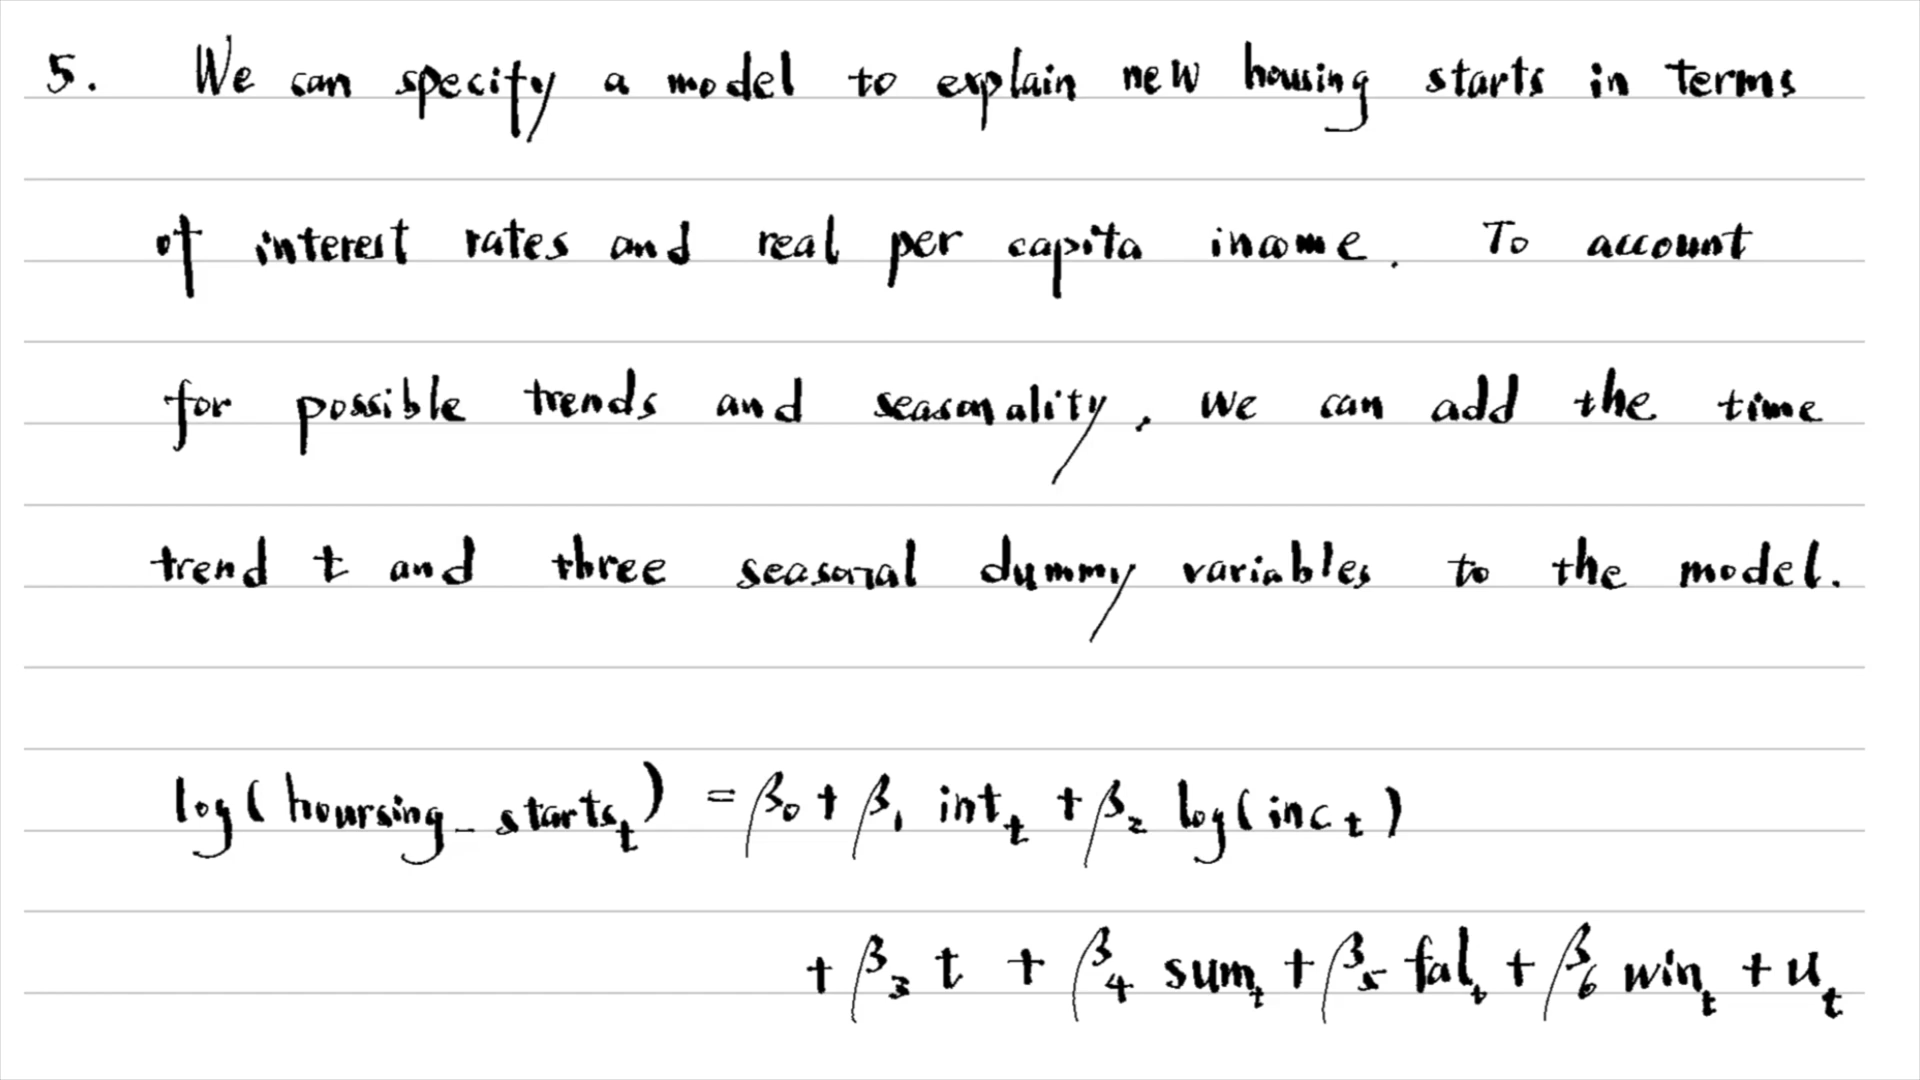 5. We can specify a model to explain new housing starts in terms
of interest rates and real per capita income. To account
for possible trends and seasonality, we can add the time
trend t and three seasonal dummy variables to the model.
log(hoursing_starts_t) = β₀ + β₁ int_t + β₂ log(inc_t)
+ β₃ t + β₄ sum_t + β₅ fal_t + β₆ win_t + u_t